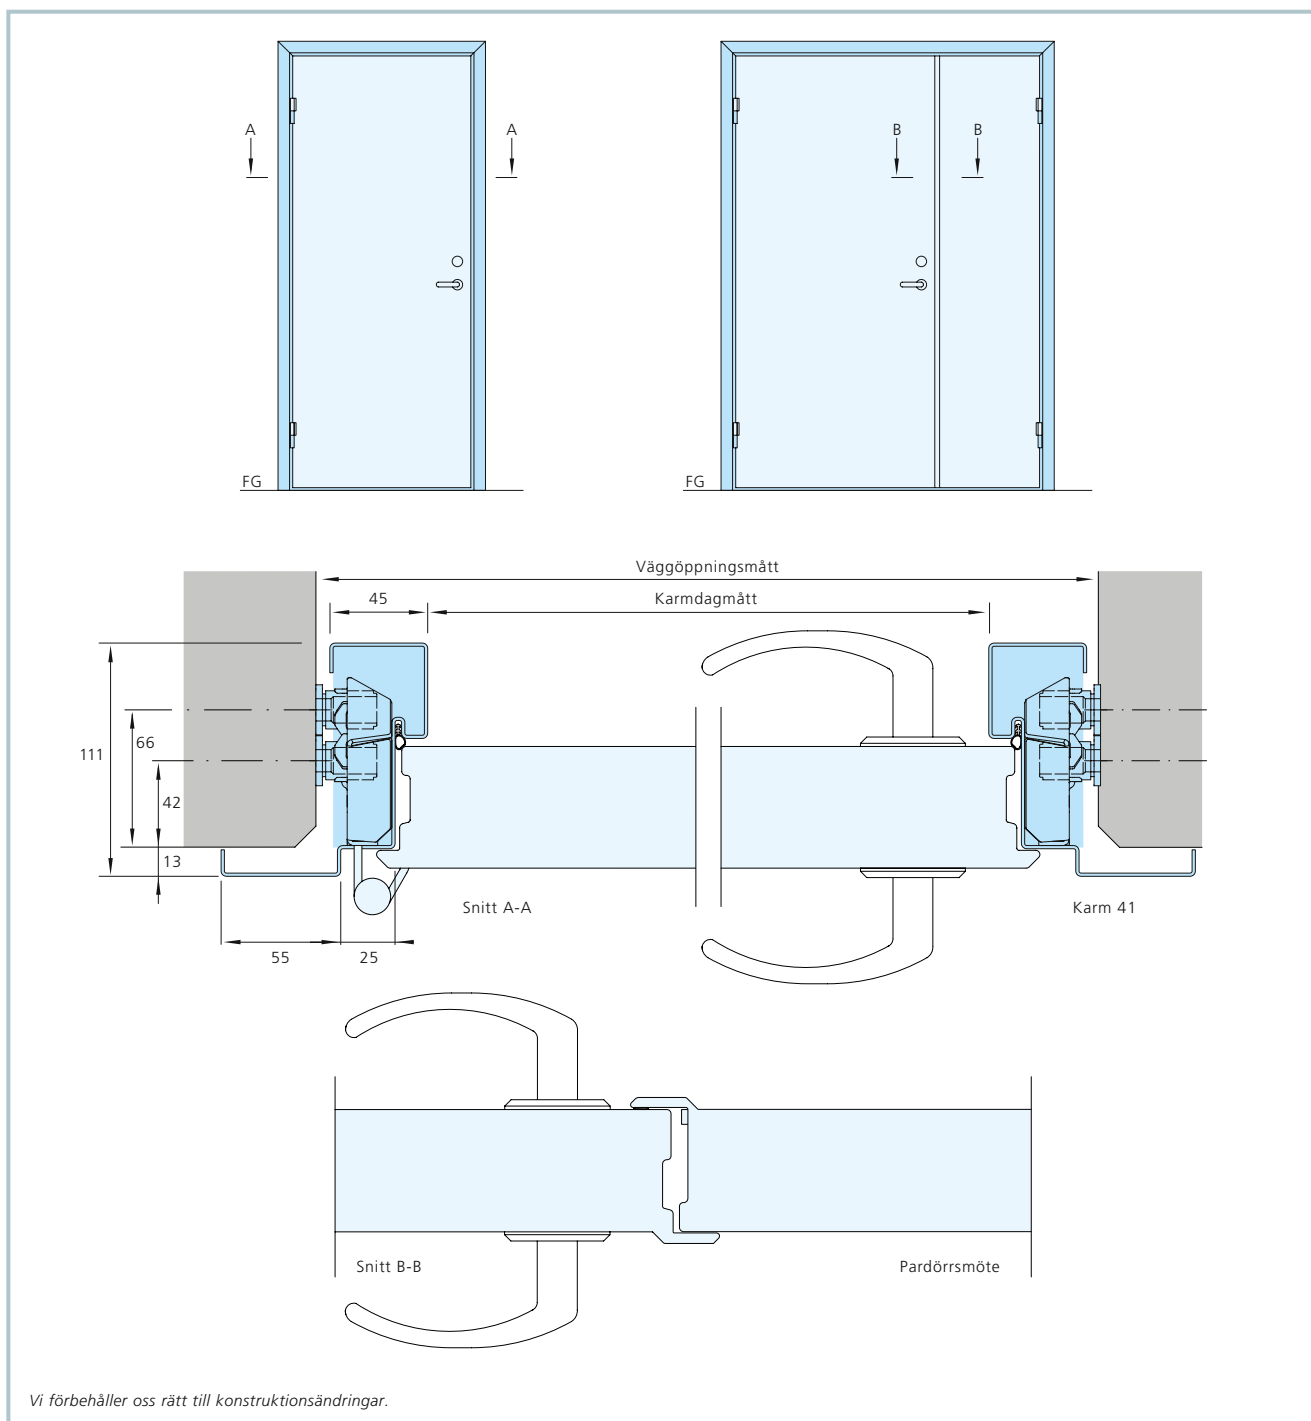 A
A
B
B
FG
FG
Väggöppningsmått
45
Karmdagmått
111
66
42
13
Snitt A-A
Karm 41
55
25
Snitt B-B
Pardörrsmöte
Vi förbehåller oss rätt till konstruktionsändringar.